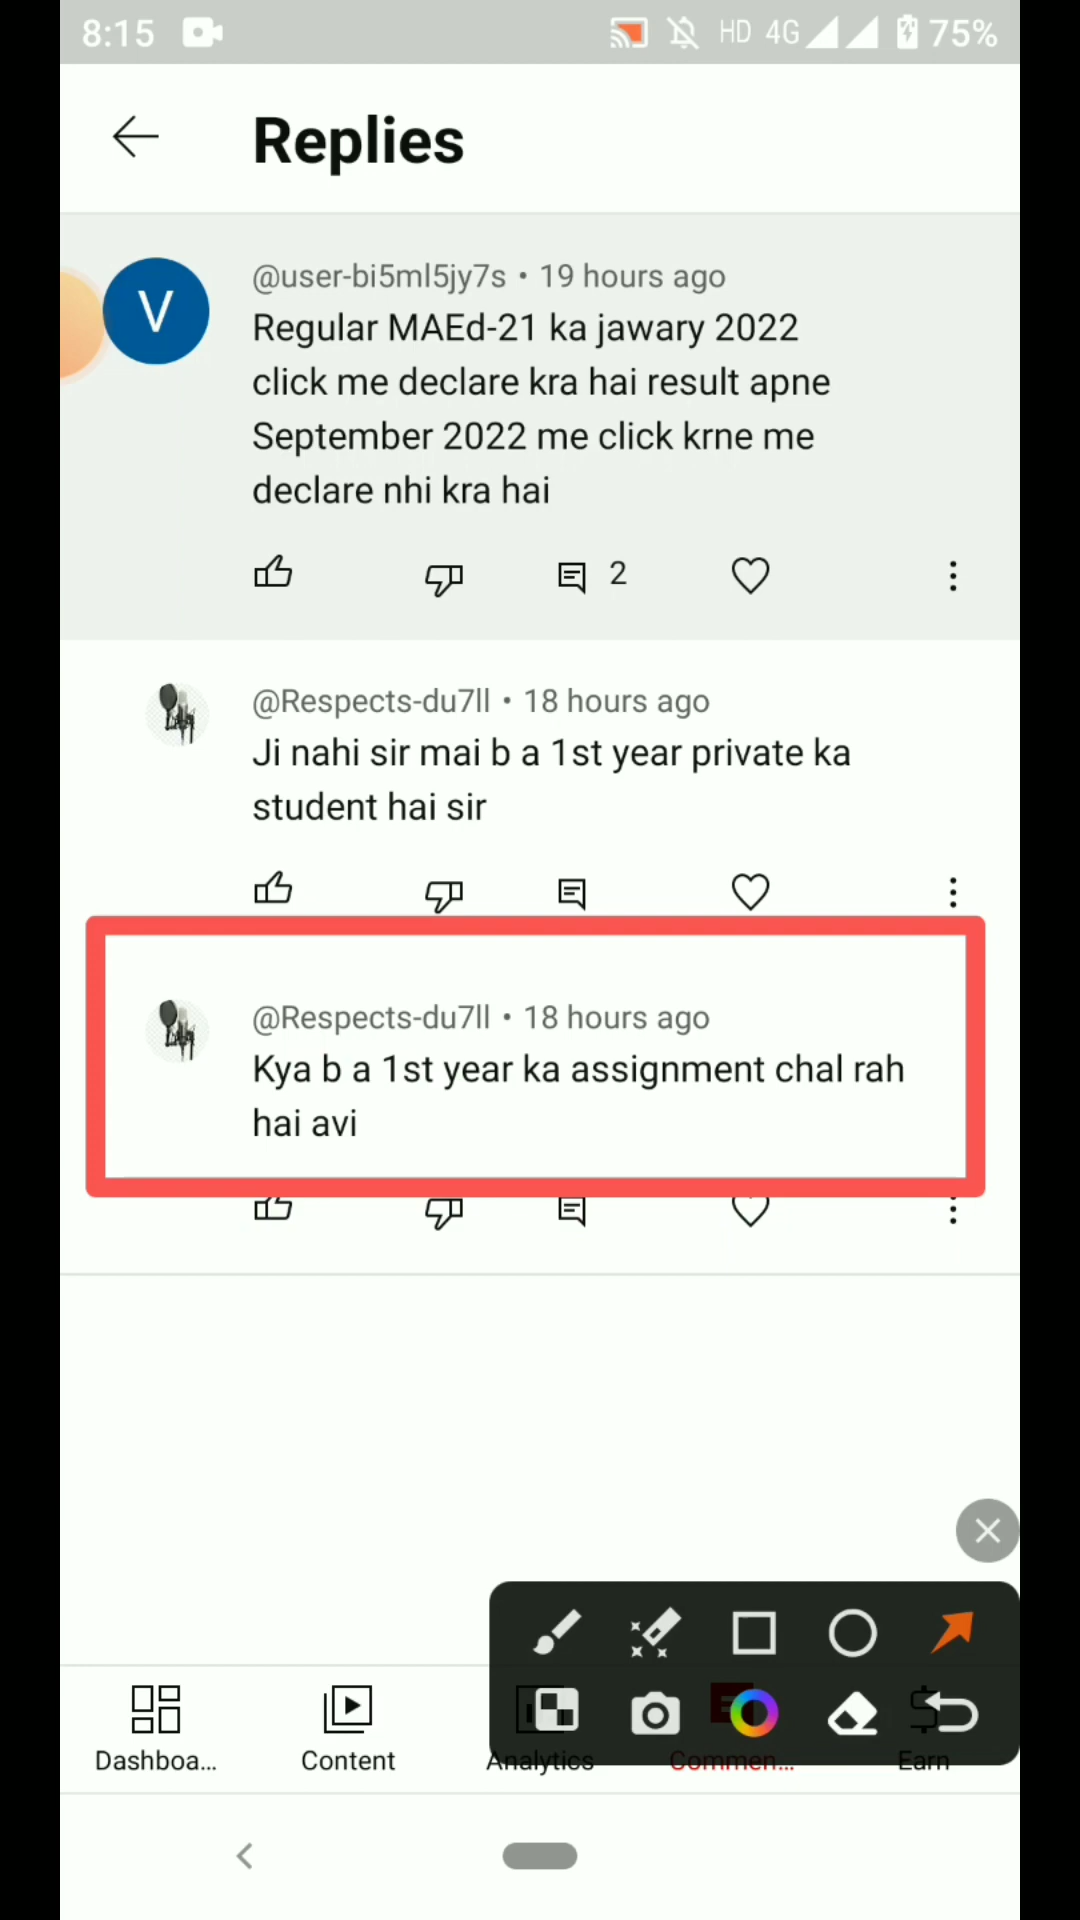 8:15 HD 4G 75%
Replies
V
@user-bi5ml5jy7s • 19 hours ago
Regular MAEd-21 ka jawary 2022
click me declare kra hai result apne
September 2022 me click krne me
declare nhi kra hai
2
@Respects-du7ll • 18 hours ago
Ji nahi sir mai b a 1st year private ka
student hai sir
@Respects-du7ll • 18 hours ago
Kya b a 1st year ka assignment chal rah
hai avi
Dashboa... Content Analytics Commen... Earn